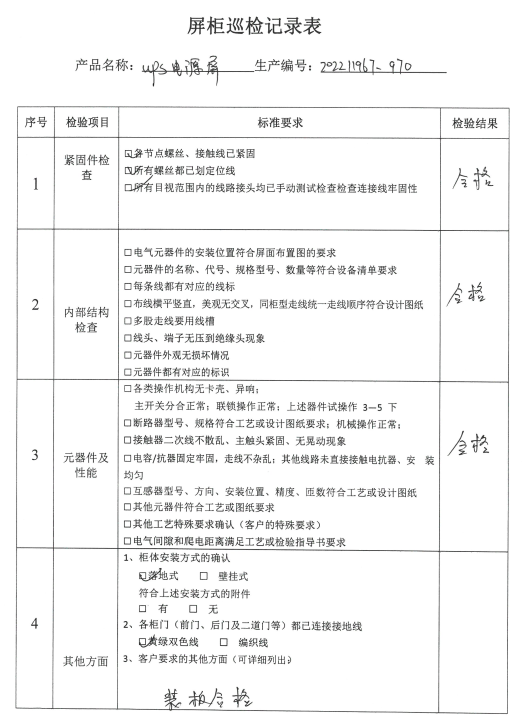 屏柜巡检记录表
产品名称：ups电源屏 生产编号：202211967-970
序号 检验项目 标准要求 检验结果
1 紧固件检查 合格
☑各节点螺丝、接触线已紧固
☑所有螺丝都已划定位线
☑所有目视范围内的线路接头均已手动测试检查检查连接线牢固性
2 内部结构检查 合格
□电气元器件的安装位置符合屏面布置图的要求
□元器件的名称、代号、规格型号、数量等符合设备清单要求
□每条线都有对应的线标
□布线横平竖直，美观无交叉，同柜型走线统一走线顺序符合设计图纸
□多股走线要用线槽
□线头、端子无压到绝缘头现象
□元器件外观无损坏情况
□元器件都有对应的标识
3 元器件及性能 合格
□各类操作机构无卡壳、异响；
主开关分合正常；联锁操作正常；上述器件试操作 3—5 下
□断路器型号、规格符合工艺或设计图纸要求；机械操作正常；
□接触器二次线不散乱、主触头紧固、无晃动现象
□电容/抗器固定牢固，走线不杂乱；其他线路未直接接触电抗器、安 装
均匀
□互感器型号、方向、安装位置、精度、匝数符合工艺或设计图纸
□其他元器件符合工艺或图纸要求
□其他工艺特殊要求确认（客户的特殊要求）
□电气间隙和爬电距离满足工艺或检验指导书要求
4 其他方面
1、柜体安装方式的确认
☑落地式 □ 壁挂式
符合上述安装方式的附件
□ 有 □ 无
2、各柜门（前门、后门及二道门等）都已连接接地线
☑黄绿双色线 □ 编织线
3、客户要求的其他方面（可详细列出）
装板合格